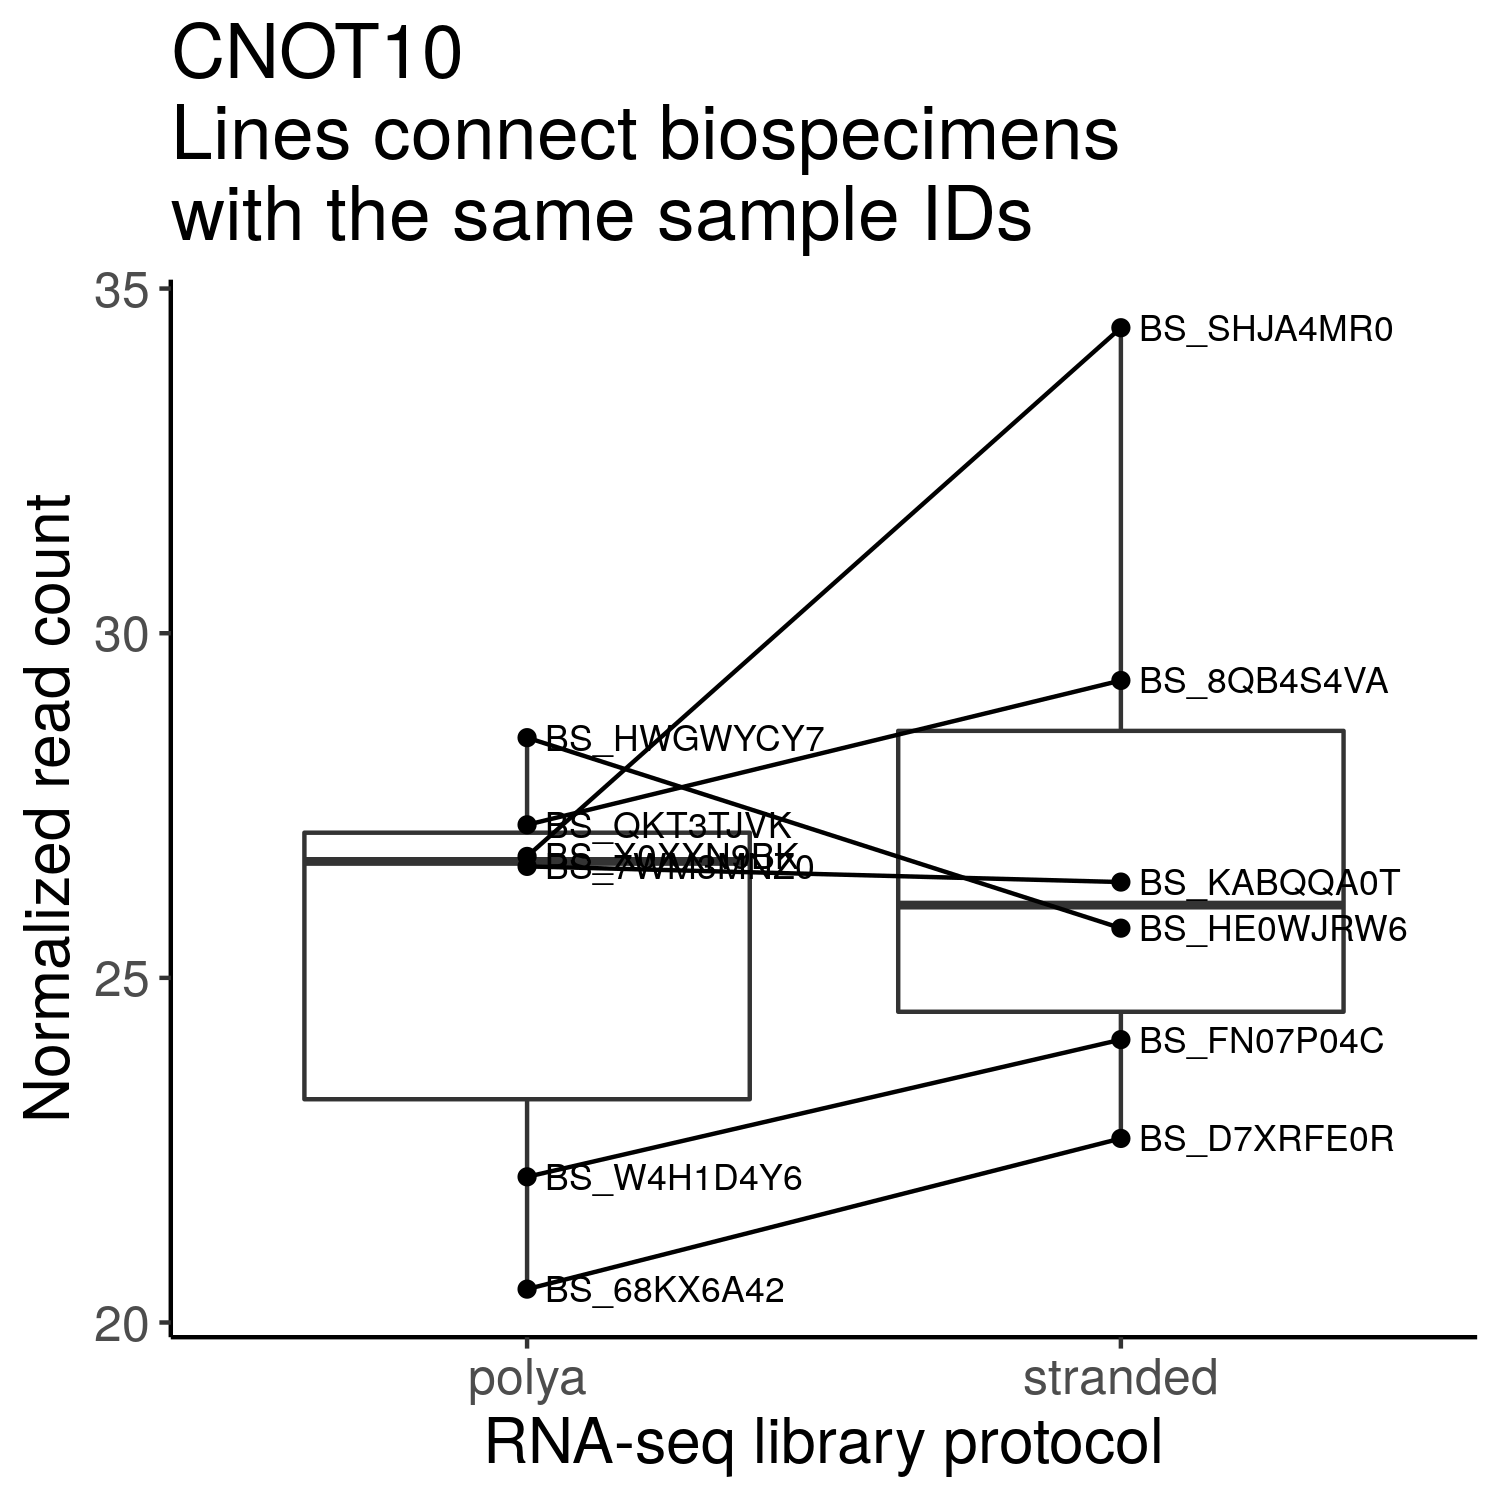 CNOT10
Lines connect biospecimens
with the same sample IDs
Normalized read count
35
30
25
20
BS_SHJA4MR0
BS_8QB4S4VA
BS_HWGWYCY7
BS_QKT3TJVK
BS_KABQQA0T
BS_HE0WJRW6
BS_FN07P04C
BS_D7XRFE0R
BS_W4H1D4Y6
BS_68KX6A42
polya
stranded
RNA-seq library protocol